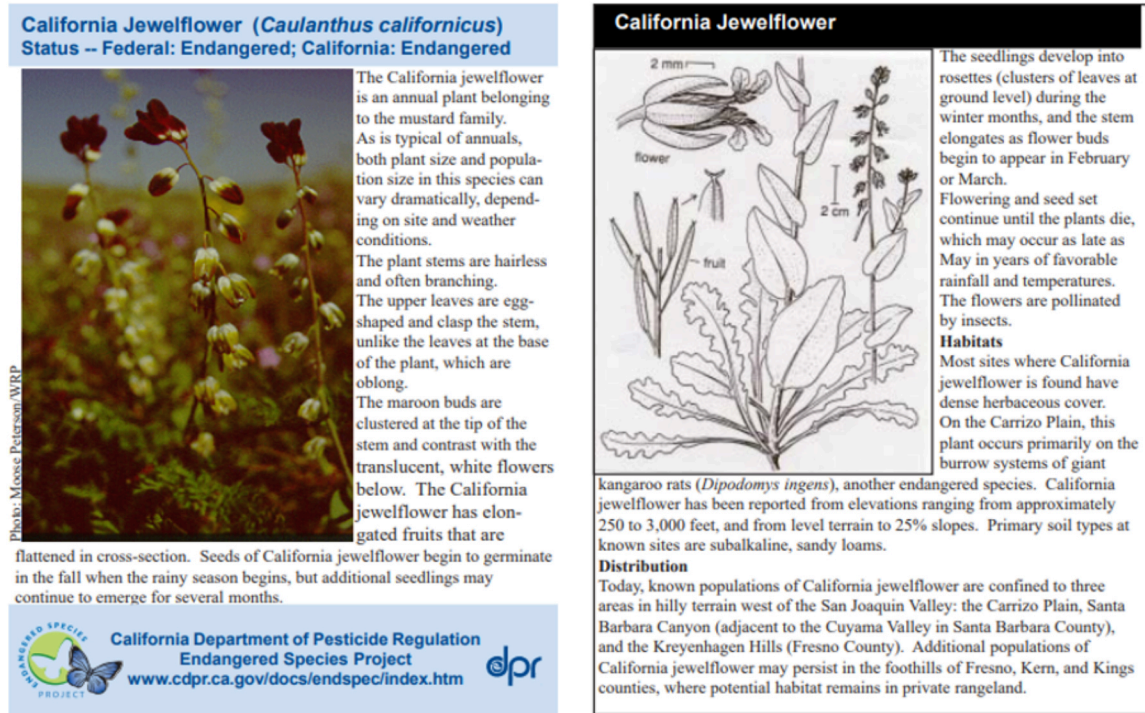 California Jewelflower (Caulanthus californicus)
Status -- Federal: Endangered; California: Endangered
The California jewelflower
is an annual plant belonging
to the mustard family.
As is typical of annuals,
both plant size and popula-
tion size in this species can
vary dramatically, depend-
ing on site and weather
conditions.
The plant stems are hairless
and often branching.
The upper leaves are egg-
shaped and clasp the stem,
unlike the leaves at the base
of the plant, which are
oblong.
The maroon buds are
clustered at the tip of the
stem and contrast with the
translucent, white flowers
below. The California
jewelflower has elon-
gated fruits that are
flattened in cross-section. Seeds of California jewelflower begin to germinate
in the fall when the rainy season begins, but additional seedlings may
continue to emerge for several months.
Photo: Moose Peterson/WRP
ENDANGERED SPECIES
PROJECT
California Department of Pesticide Regulation
Endangered Species Project
www.cdpr.ca.gov/docs/endspec/index.htm
dpr
California Jewelflower
2 mm
flower
2 cm
fruit
The seedlings develop into
rosettes (clusters of leaves at
ground level) during the
winter months, and the stem
elongates as flower buds
begin to appear in February
or March.
Flowering and seed set
continue until the plants die,
which may occur as late as
May in years of favorable
rainfall and temperatures.
The flowers are pollinated
by insects.
Habitats
Most sites where California
jewelflower is found have
dense herbaceous cover.
On the Carrizo Plain, this
plant occurs primarily on the
burrow systems of giant
kangaroo rats (Dipodomys ingens), another endangered species. California
jewelflower has been reported from elevations ranging from approximately
250 to 3,000 feet, and from level terrain to 25% slopes. Primary soil types at
known sites are subalkaline, sandy loams.
Distribution
Today, known populations of California jewelflower are confined to three
areas in hilly terrain west of the San Joaquin Valley: the Carrizo Plain, Santa
Barbara Canyon (adjacent to the Cuyama Valley in Santa Barbara County),
and the Kreyenhagen Hills (Fresno County). Additional populations of
California jewelflower may persist in the foothills of Fresno, Kern, and Kings
counties, where potential habitat remains in private rangeland.